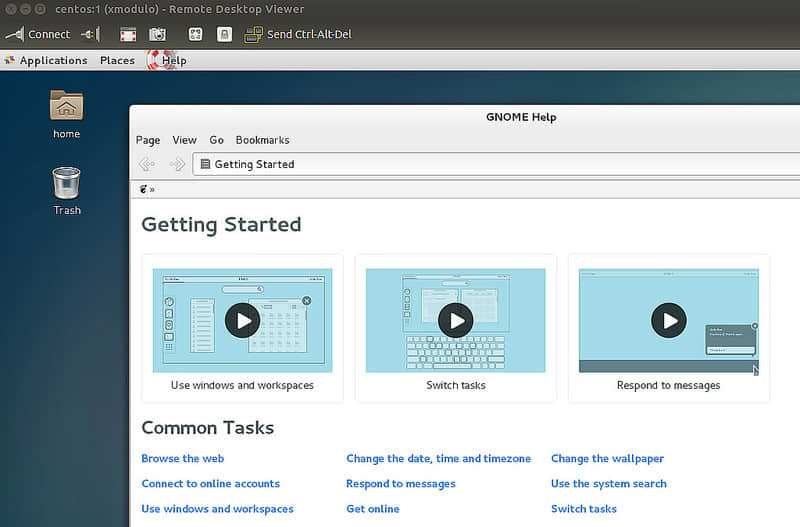 centos:1 (xmodulo) - Remote Desktop Viewer
Connect Send Ctrl-Alt-Del
Applications Places Help
home
Trash
GNOME Help
Page View Go Bookmarks
Getting Started
»
Getting Started
Use windows and workspaces Switch tasks Respond to messages
Common Tasks
Browse the web Change the date, time and timezone Change the wallpaper
Connect to online accounts Respond to messages Use the system search
Use windows and workspaces Get online Switch tasks